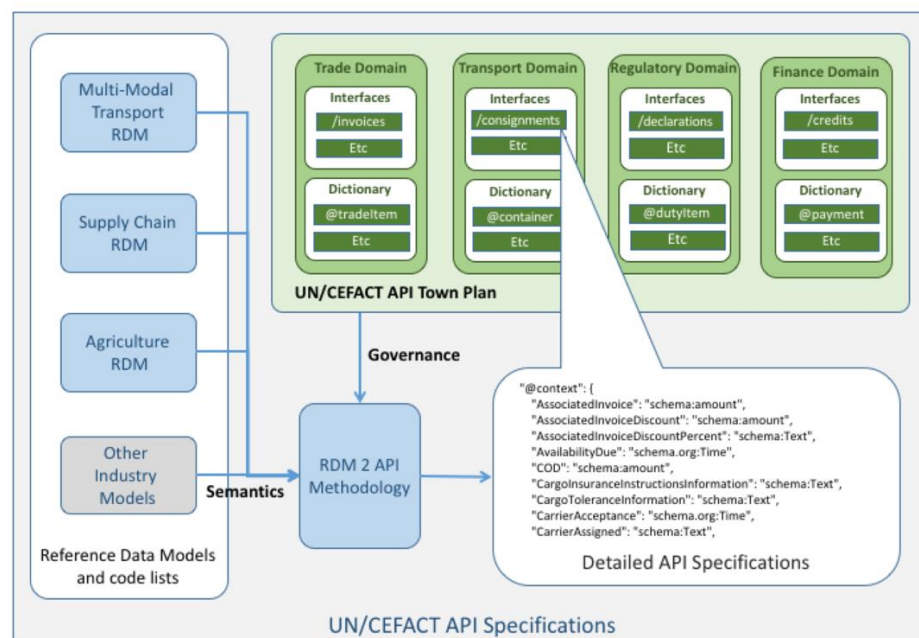 Multi-Modal
Transport
RDM
Supply Chain
RDM
Agriculture
RDM
Other
Industry
Models
Reference Data Models
and code lists
Semantics
Trade Domain
Interfaces
/invoices
Etc
Dictionary
@tradeItem
Etc
Transport Domain
Interfaces
/consignments
Etc
Dictionary
@container
Etc
Regulatory Domain
Interfaces
/declarations
Etc
Dictionary
@dutyItem
Etc
Finance Domain
Interfaces
/credits
Etc
Dictionary
@payment
Etc
UN/CEFACT API Town Plan
Governance
RDM 2 API
Methodology
"@context": {
"AssociatedInvoice": "schema:amount",
"AssociatedInvoiceDiscount": "schema:amount",
"AssociatedInvoiceDiscountPercent": "schema:Text",
"AvailabilityDue": "schema.org:Time",
"COD": "schema:amount",
"CargoInsuranceInstructionsInformation": "schema:Text",
"CargoToleranceInformation": "schema:Text",
"CarrierAcceptance": "schema.org:Time",
"CarrierAssigned": "schema:Text",
Detailed API Specifications
UN/CEFACT API Specifications